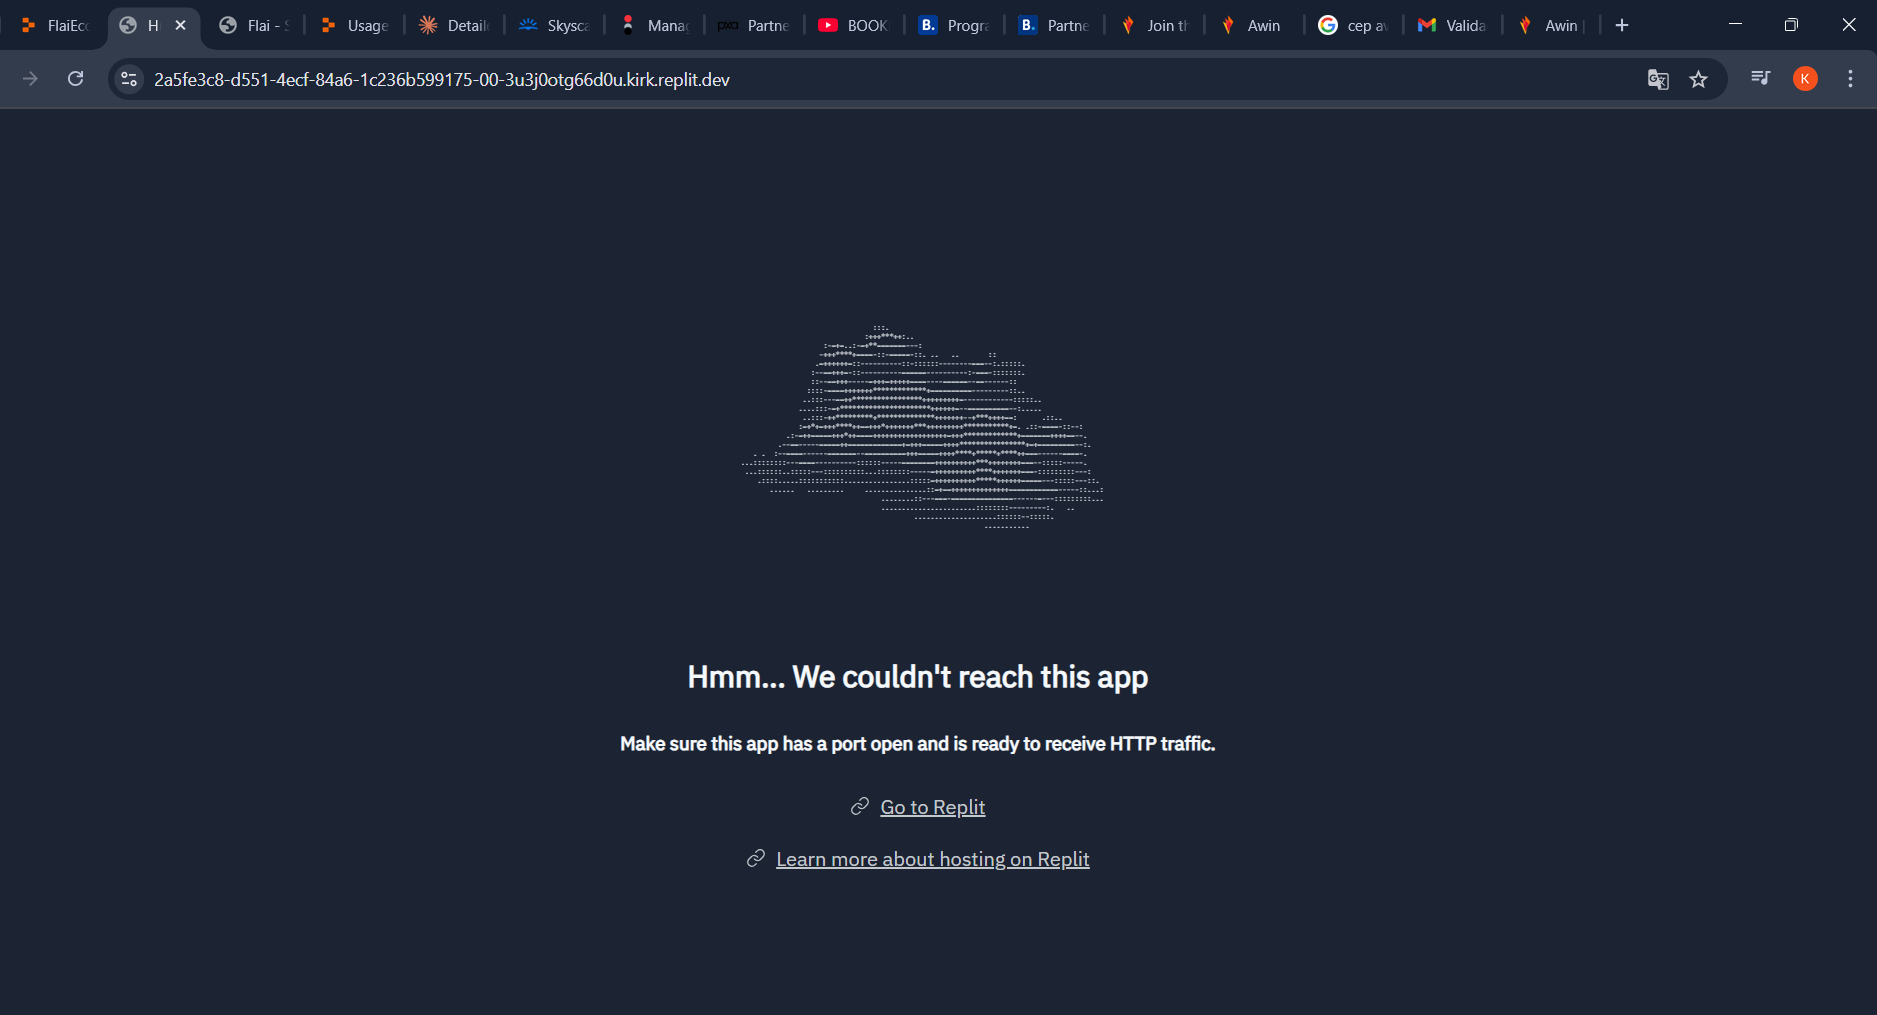 FlaiEc
H
Flai - S
Usage
Detail
Skysca
Manag
pxa
Partne
BOOK
B.
Progra
B.
Partne
Join th
Awin
cep av
Valida
Awin |
2a5fe3c8-d551-4ecf-84a6-1c236b599175-00-3u3j0otg66d0u.kirk.replit.dev
K
Hmm... We couldn't reach this app
Make sure this app has a port open and is ready to receive HTTP traffic.
Go to Replit
Learn more about hosting on Replit